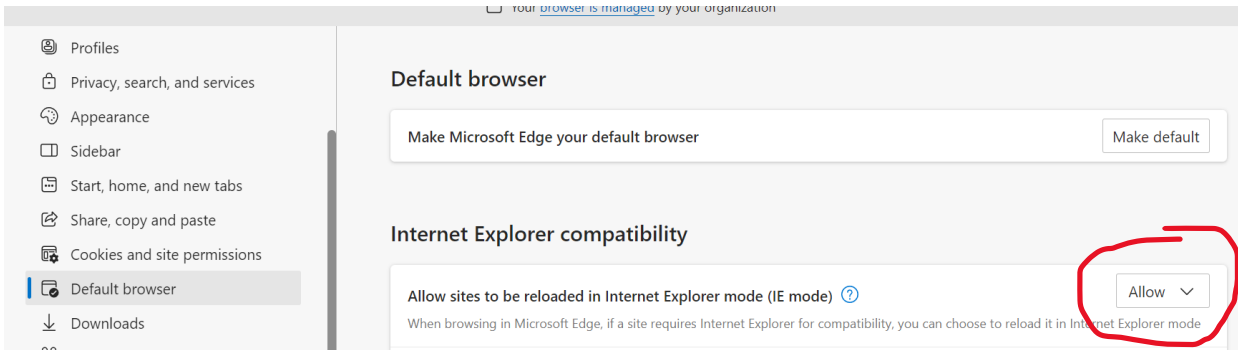 Your browser is managed by your organization
Profiles
Privacy, search, and services
Appearance
Sidebar
Start, home, and new tabs
Share, copy and paste
Cookies and site permissions
Default browser
Downloads
Default browser
Make Microsoft Edge your default browser
Make default
Internet Explorer compatibility
Allow sites to be reloaded in Internet Explorer mode (IE mode) ?
Allow
When browsing in Microsoft Edge, if a site requires Internet Explorer for compatibility, you can choose to reload it in Internet Explorer mode